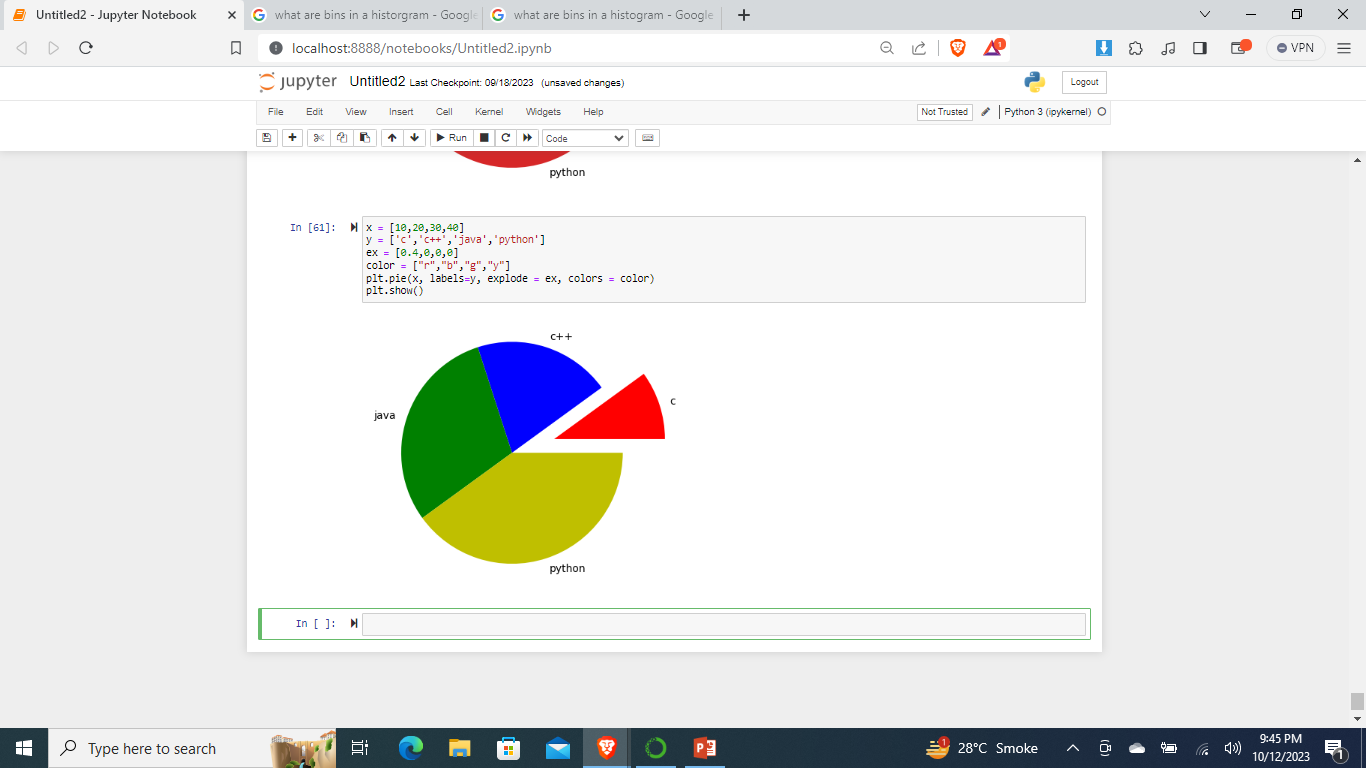 Untitled2 - Jupyter Notebook
what are bins in a historgram - Google
what are bins in a histogram - Google
localhost:8888/notebooks/Untitled2.ipynb
1
VPN
jupyter Untitled2 Last Checkpoint: 09/18/2023 (unsaved changes)
Logout
File Edit View Insert Cell Kernel Widgets Help
Not Trusted
Python 3 (ipykernel)
Run
Code
python
In [61]:
x = [10,20,30,40]
y = ['c','c++','java','python']
ex = [0.4,0,0,0]
color = ["r","b","g","y"]
plt.pie(x, labels=y, explode = ex, colors = color)
plt.show()
c++
c
java
python
In [ ]:
Type here to search
1
28°C Smoke
9:45 PM
10/12/2023
1